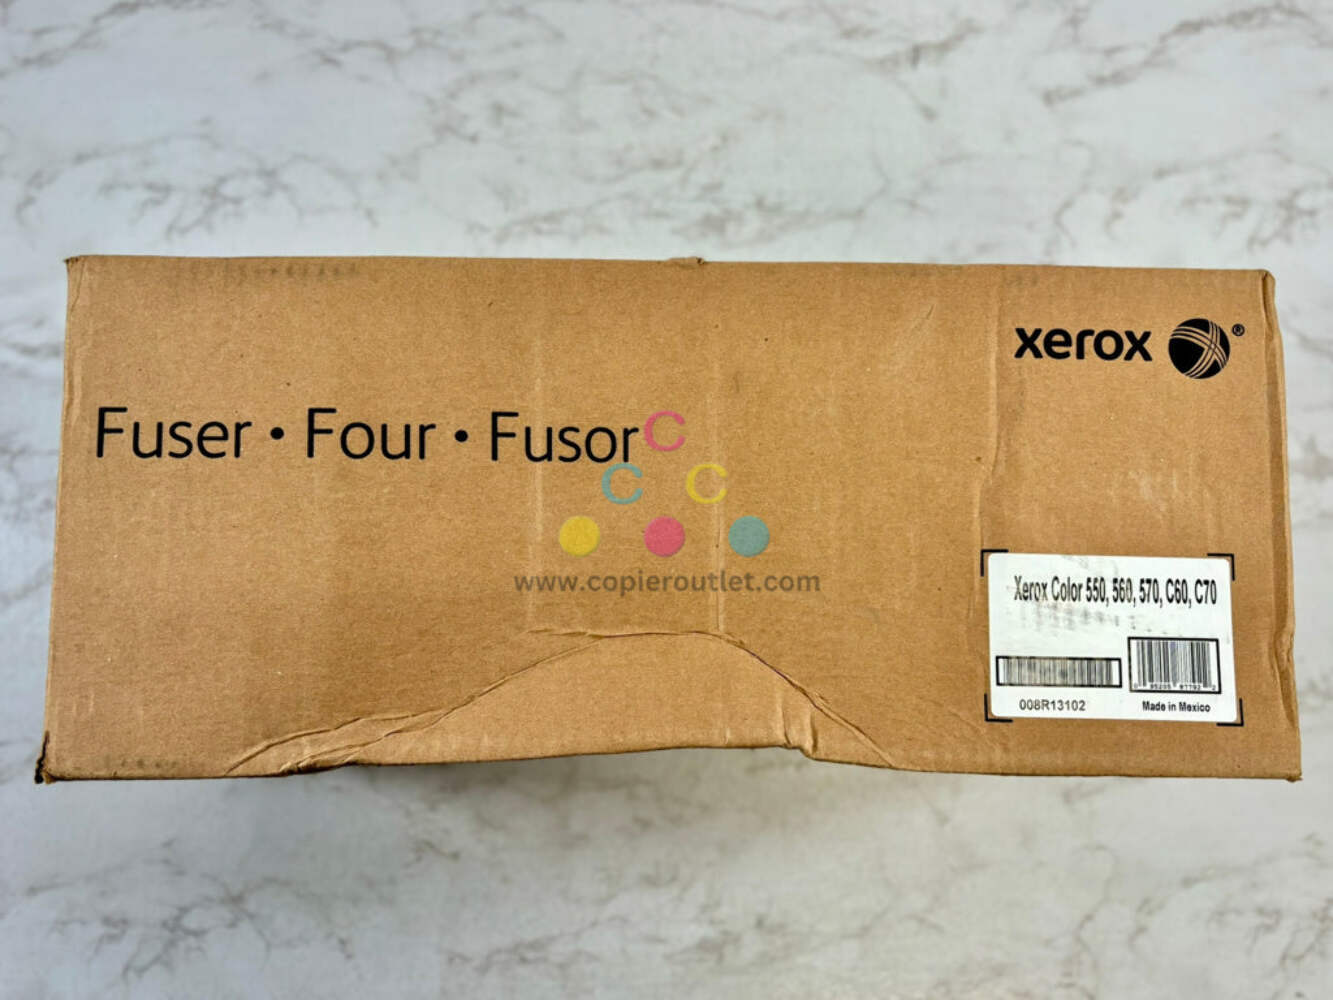 xerox ®
Fuser • Four • Fusor
C
C C
www.copieroutlet.com
Xerox Color 550, 560, 570, C60, C70
008R13102
Made in Mexico